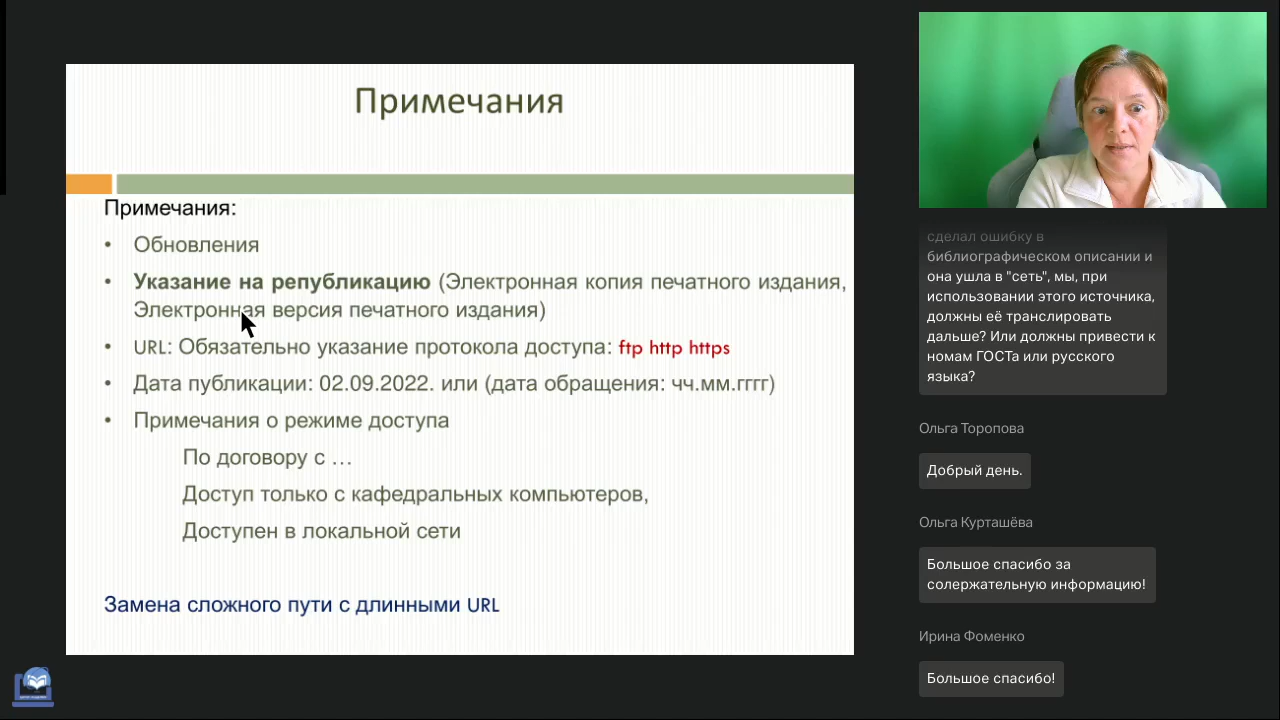 Примечания
Примечания:
• Обновления
• Указание на републикацию (Электронная копия печатного издания,
Электронная версия печатного издания)
• URL: Обязательно указание протокола доступа: ftp http https
• Дата публикации: 02.09.2022. или (дата обращения: чч.мм.гггг)
• Примечания о режиме доступа
По договору с …
Доступ только с кафедральных компьютеров,
Доступен в локальной сети
Замена сложного пути с длинными URL
сделал ошибку в
библиографическом описании и
она ушла в "сеть", мы, при
использовании этого источника,
должны её транслировать
дальше? Или должны привести к
номам ГОСТа или русского
языка?
Ольга Торопова
Добрый день.
Ольга Курташёва
Большое спасибо за
солержательную информацию!
Ирина Фоменко
Большое спасибо!